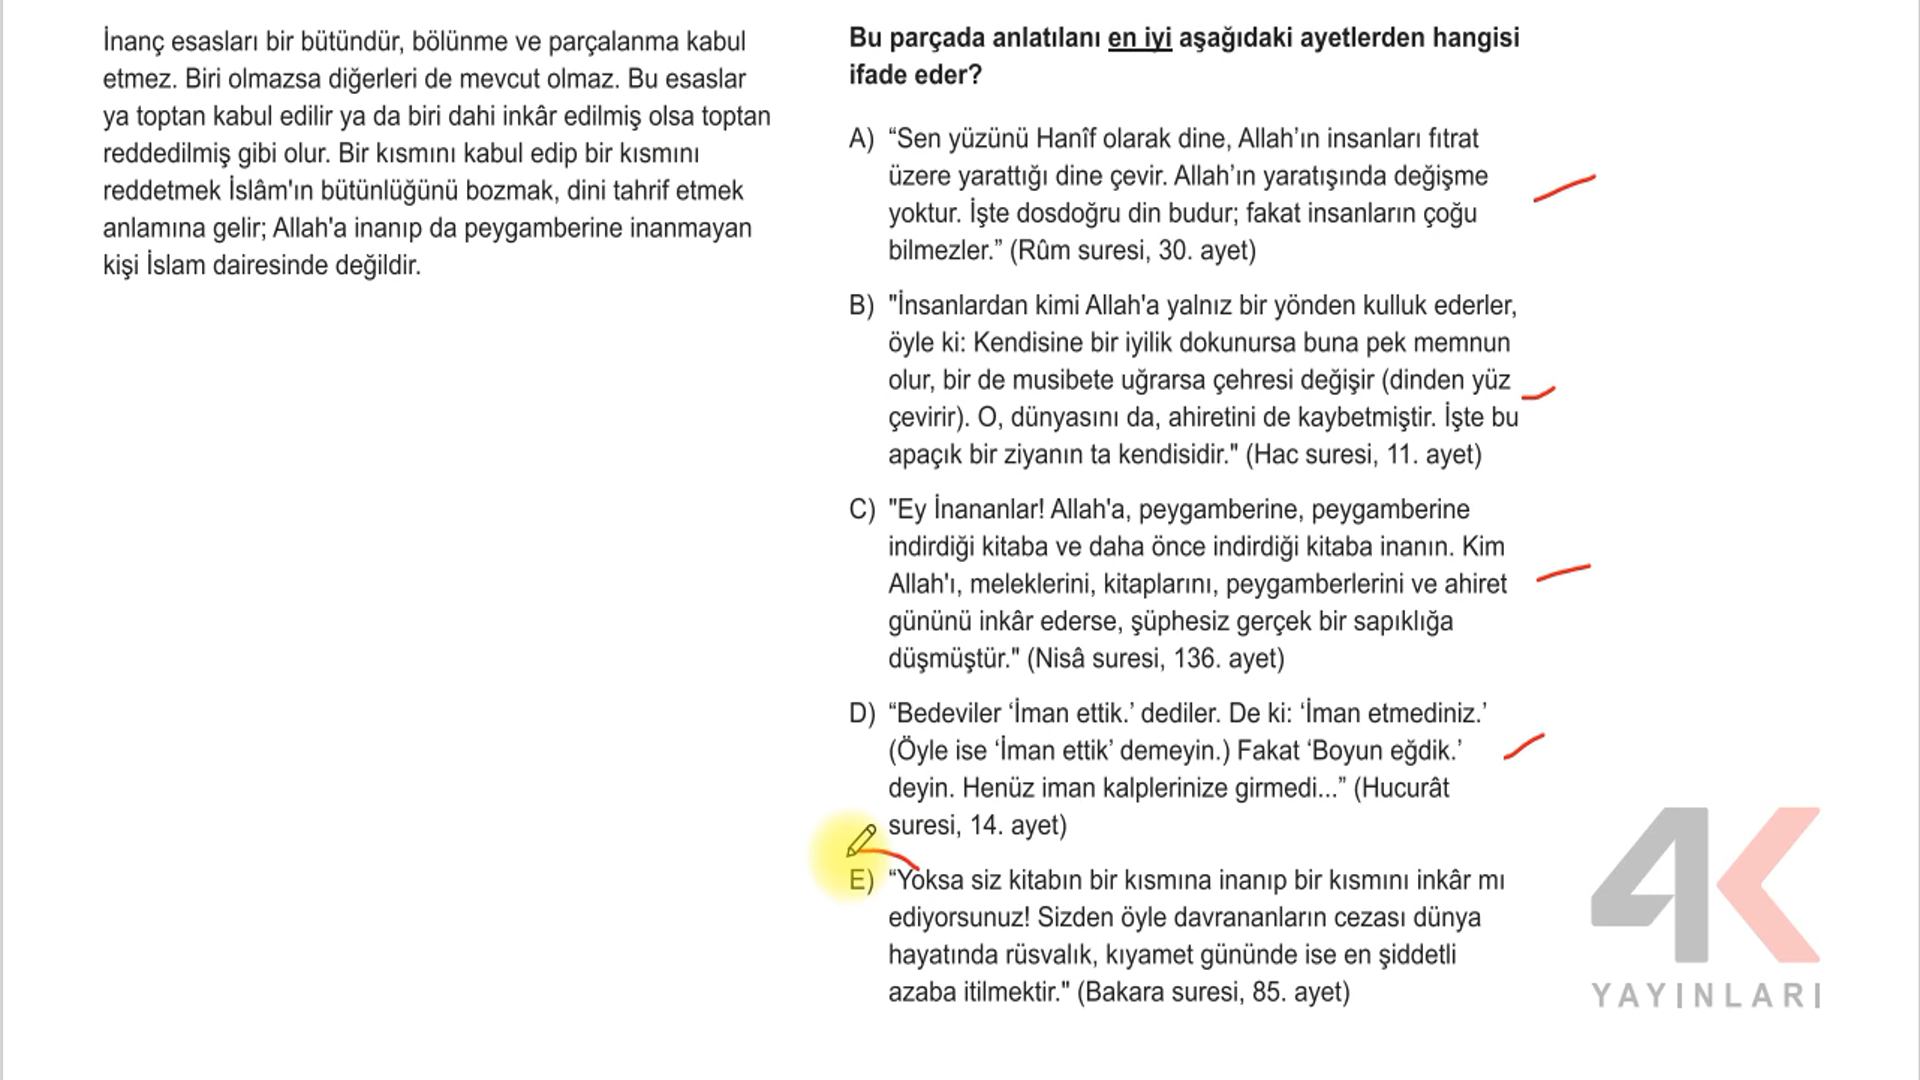 İnanç esasları bir bütündür, bölünme ve parçalanma kabul
etmez. Biri olmazsa diğerleri de mevcut olmaz. Bu esaslar
ya toptan kabul edilir ya da biri dahi inkâr edilmiş olsa toptan
reddedilmiş gibi olur. Bir kısmını kabul edip bir kısmını
reddetmek İslâm'ın bütünlüğünü bozmak, dini tahrif etmek
anlamına gelir; Allah'a inanıp da peygamberine inanmayan
kişi İslam dairesinde değildir.
Bu parçada anlatılanı en iyi aşağıdaki ayetlerden hangisi
ifade eder?
A) “Sen yüzünü Hanîf olarak dine, Allah’ın insanları fıtrat
üzere yarattığı dine çevir. Allah’ın yaratışında değişme
yoktur. İşte dosdoğru din budur; fakat insanların çoğu
bilmezler.” (Rûm suresi, 30. ayet)
B) "İnsanlardan kimi Allah'a yalnız bir yönden kulluk ederler,
öyle ki: Kendisine bir iyilik dokunursa buna pek memnun
olur, bir de musibete uğrarsa çehresi değişir (dinden yüz
çevirir). O, dünyasını da, ahiretini de kaybetmiştir. İşte bu
apaçık bir ziyanın ta kendisidir." (Hac suresi, 11. ayet)
C) "Ey İnananlar! Allah'a, peygamberine, peygamberine
indirdiği kitaba ve daha önce indirdiği kitaba inanın. Kim
Allah'ı, meleklerini, kitaplarını, peygamberlerini ve ahiret
gününü inkâr ederse, şüphesiz gerçek bir sapıklığa
düşmüştür." (Nisâ suresi, 136. ayet)
D) “Bedeviler ‘İman ettik.’ dediler. De ki: ‘İman etmediniz.’
(Öyle ise ‘İman ettik’ demeyin.) Fakat ‘Boyun eğdik.’
deyin. Henüz iman kalplerinize girmedi...” (Hucurât
suresi, 14. ayet)
E) “Yoksa siz kitabın bir kısmına inanıp bir kısmını inkâr mı
ediyorsunuz! Sizden öyle davrananların cezası dünya
hayatında rüsvalık, kıyamet gününde ise en şiddetli
azaba itilmektir." (Bakara suresi, 85. ayet)
4K
YAYINLARI